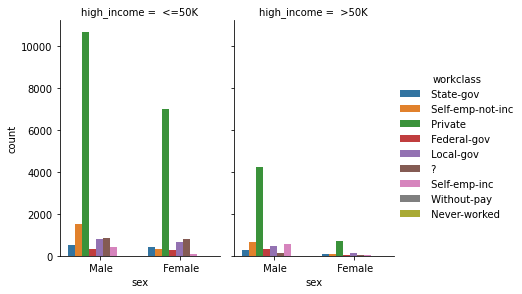 high_income = <=50K
high_income = >50K
10000
8000
6000
4000
2000
0
count
Male
Female
sex
Male
Female
sex
workclass
State-gov
Self-emp-not-inc
Private
Federal-gov
Local-gov
?
Self-emp-inc
Without-pay
Never-worked